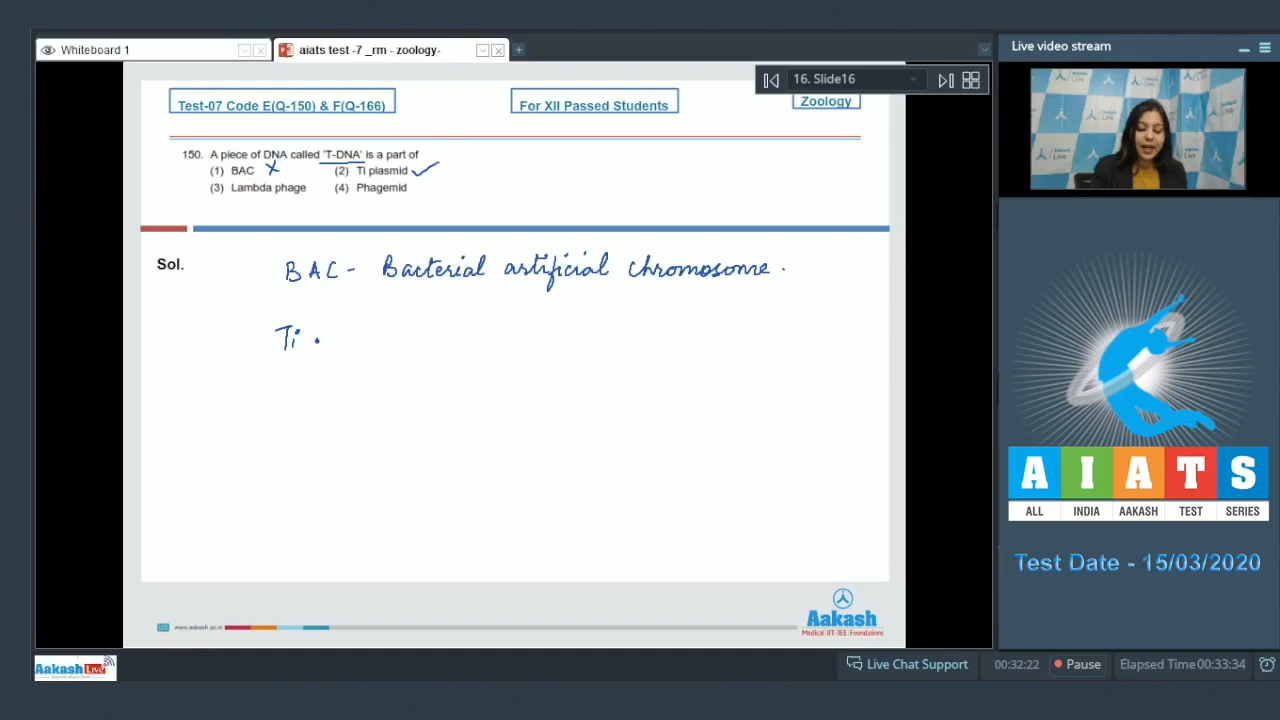 Whiteboard 1
aiats test -7 _rm - zoology-
Live video stream
16. Slide16
Test-07 Code E(Q-150) & F(Q-166)
For XII Passed Students
Zoology
150. A piece of DNA called 'T-DNA' is a part of
(1) BAC
(2) Ti plasmid
(3) Lambda phage
(4) Phagemid
Sol.
BAC - Bacterial artificial chromosome.
Ti
A I A T S
ALL INDIA AAKASH TEST SERIES
Test Date - 15/03/2020
www.aakash.ac.in
Aakash
Medical|IIT-JEE|Foundations
Aakash Live
Live Chat Support
00:32:22
Pause
Elapsed Time 00:33:34